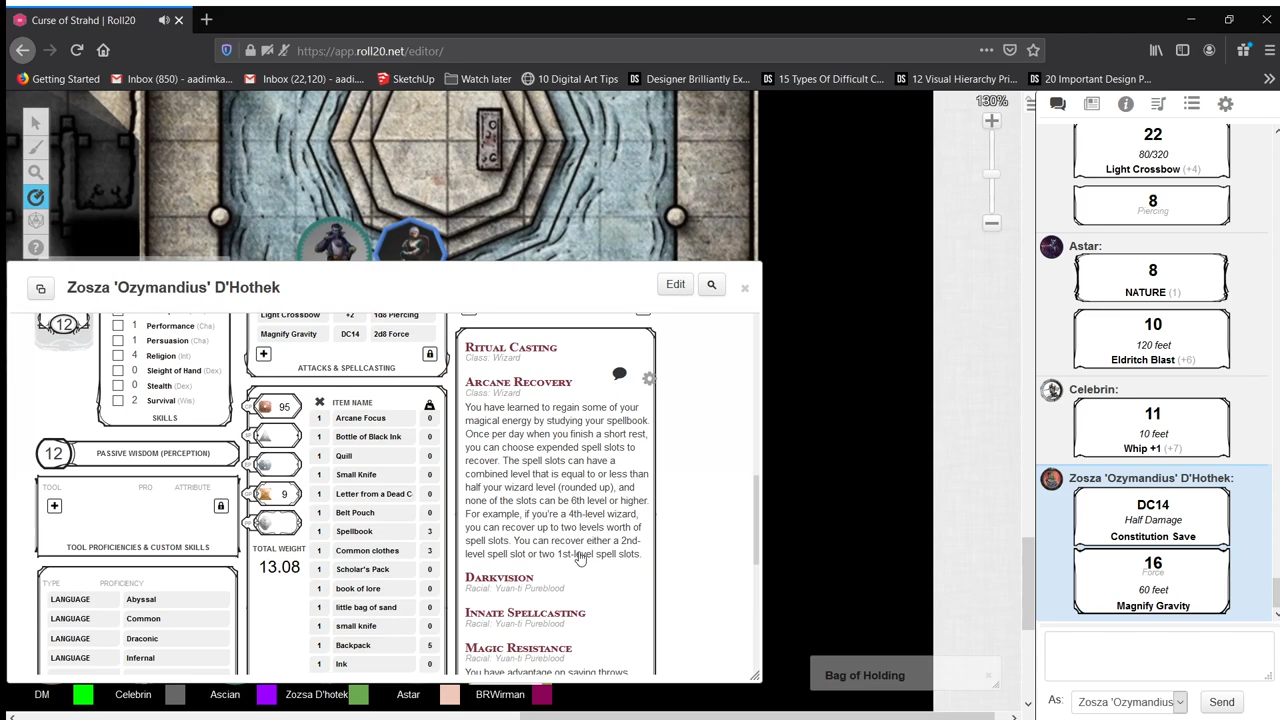 Curse of Strahd | Roll20
https://app.roll20.net/editor/
Getting Started
Inbox (850) - aadimka...
Inbox (22,120) - aadi...
SketchUp
Watch later
10 Digital Art Tips
Designer Brilliantly Ex...
15 Types Of Difficult C...
12 Visual Hierarchy Pri...
20 Important Design P...
130%
22
80/320
Light Crossbow (+4)
8
Piercing
Astar:
8
NATURE (1)
10
120 feet
Eldritch Blast (+6)
Celebrin:
11
10 feet
Whip +1 (+7)
Zosza 'Ozymandius' D'Hothek:
DC14
Half Damage
Constitution Save
16
Force
60 feet
Magnify Gravity
As:
Zosza 'Ozymandius
Send
Zosza 'Ozymandius' D'Hothek
Edit
12
1 Performance (Cha)
1 Persuasion (Cha)
4 Religion (Int)
0 Sleight of Hand (Dex)
0 Stealth (Dex)
2 Survival (Wis)
SKILLS
12 PASSIVE WISDOM (PERCEPTION)
TOOL PRO ATTRIBUTE
TOOL PROFICIENCIES & CUSTOM SKILLS
TYPE PROFICIENCY
LANGUAGE Abyssal
LANGUAGE Common
LANGUAGE Draconic
LANGUAGE Infernal
Light Crossbow +2 1d8 Piercing
Magnify Gravity DC14 2d8 Force
ATTACKS & SPELLCASTING
CP 95
SP
EP
GP 9
PP
TOTAL WEIGHT
13.08
ITEM NAME
1 Arcane Focus 0
1 Bottle of Black Ink 0
1 Quill 0
1 Small Knife 0
1 Letter from a Dead C 0
1 Belt Pouch 0
1 Spellbook 3
1 Common clothes 3
1 Scholar's Pack 0
1 book of lore 0
1 little bag of sand 0
1 small knife 0
1 Backpack 5
1 Ink 0
RITUAL CASTING
Class: Wizard
ARCANE RECOVERY
Class: Wizard
You have learned to regain some of your
magical energy by studying your spellbook.
Once per day when you finish a short rest,
you can choose expended spell slots to
recover. The spell slots can have a
combined level that is equal to or less than
half your wizard level (rounded up), and
none of the slots can be 6th level or higher.
For example, if you're a 4th-level wizard,
you can recover up to two levels worth of
spell slots. You can recover either a 2nd-
level spell slot or two 1st-level spell slots.
DARKVISION
Racial: Yuan-ti Pureblood
INNATE SPELLCASTING
Racial: Yuan-ti Pureblood
MAGIC RESISTANCE
Racial: Yuan-ti Pureblood
You have advantage on saving throws
Bag of Holding
DM
Celebrin
Ascian
Zozsa D'hotek
Astar
BRWirman